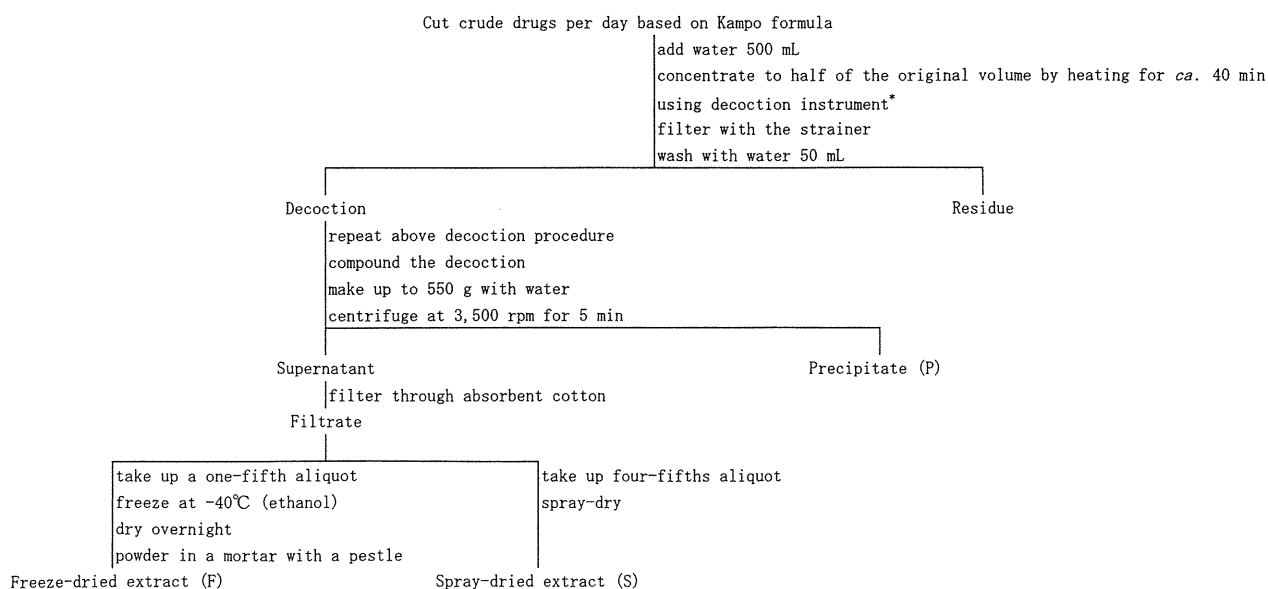 Cut crude drugs per day based on Kampo formula
add water 500 mL
concentrate to half of the original volume by heating for ca. 40 min
using decoction instrument*
filter with the strainer
wash with water 50 mL
Decoction
Residue
repeat above decoction procedure
compound the decoction
make up to 550 g with water
centrifuge at 3,500 rpm for 5 min
Supernatant
Precipitate (P)
filter through absorbent cotton
Filtrate
take up a one-fifth aliquot
freeze at -40℃ (ethanol)
dry overnight
powder in a mortar with a pestle
take up four-fifths aliquot
spray-dry
Freeze-dried extract (F)
Spray-dried extract (S)